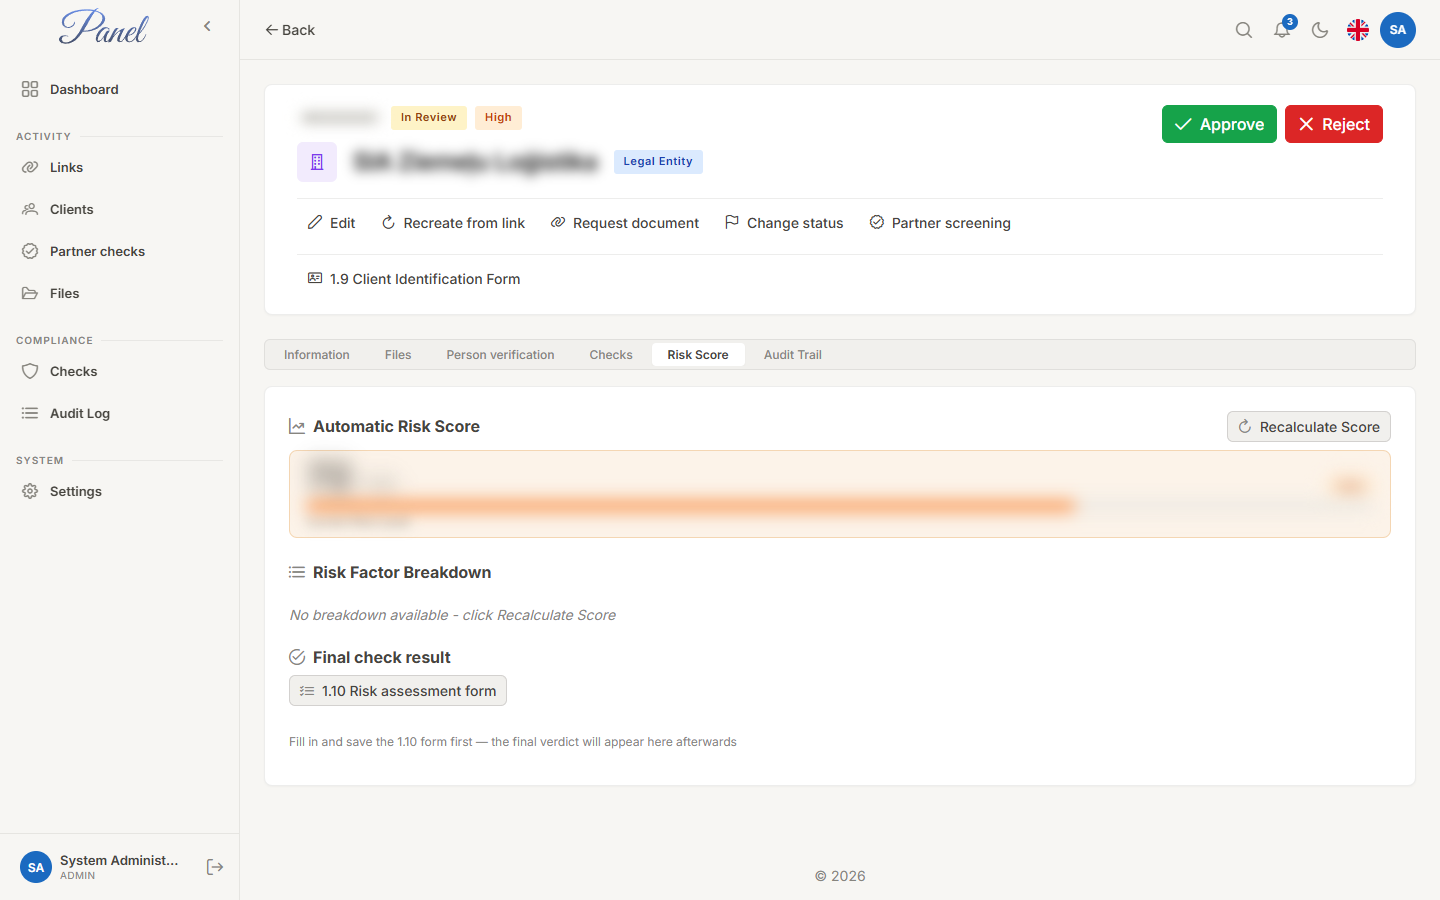 Panel
Back
3
SA
Dashboard
ACTIVITY
Links
Clients
Partner checks
Files
COMPLIANCE
Checks
Audit Log
SYSTEM
Settings
In Review
High
Approve
Reject
Legal Entity
Edit
Recreate from link
Request document
Change status
Partner screening
1.9 Client Identification Form
Information
Files
Person verification
Checks
Risk Score
Audit Trail
Automatic Risk Score
Recalculate Score
Risk Factor Breakdown
No breakdown available - click Recalculate Score
Final check result
1.10 Risk assessment form
Fill in and save the 1.10 form first — the final verdict will appear here afterwards
SA
System Administ...
ADMIN
© 2026